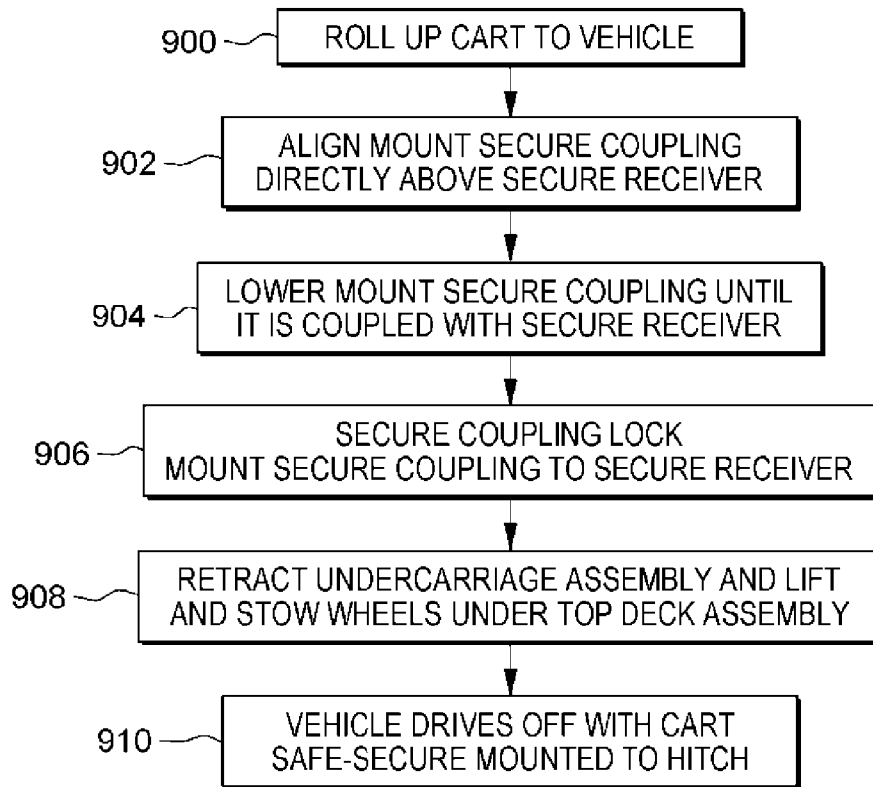 900
ROLL UP CART TO VEHICLE
902
ALIGN MOUNT SECURE COUPLING
DIRECTLY ABOVE SECURE RECEIVER
904
LOWER MOUNT SECURE COUPLING UNTIL
IT IS COUPLED WITH SECURE RECEIVER
906
SECURE COUPLING LOCK
MOUNT SECURE COUPLING TO SECURE RECEIVER
908
RETRACT UNDERCARRIAGE ASSEMBLY AND LIFT
AND STOW WHEELS UNDER TOP DECK ASSEMBLY
910
VEHICLE DRIVES OFF WITH CART
SAFE-SECURE MOUNTED TO HITCH